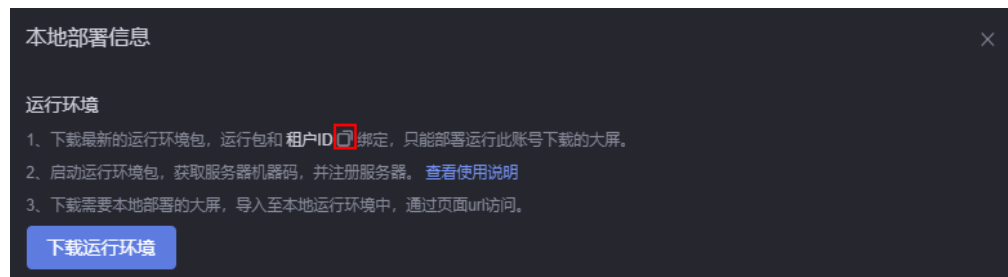 本地部署信息
运行环境
1、下载最新的运行环境包，运行包和 租户ID 绑定，只能部署运行此账号下载的大屏。
2、启动运行环境包，获取服务器机器码，并注册服务器。 查看使用说明
3、下载需要本地部署的大屏，导入至本地运行环境中，通过页面url访问。
下载运行环境